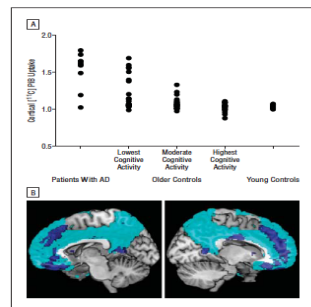 A
Cortical [¹¹C] PIB Uptake
2.0
1.5
1.0
0.5
Lowest Cognitive Activity
Moderate Cognitive Activity
Highest Cognitive Activity
Patients With AD
Older Controls
Young Controls
B